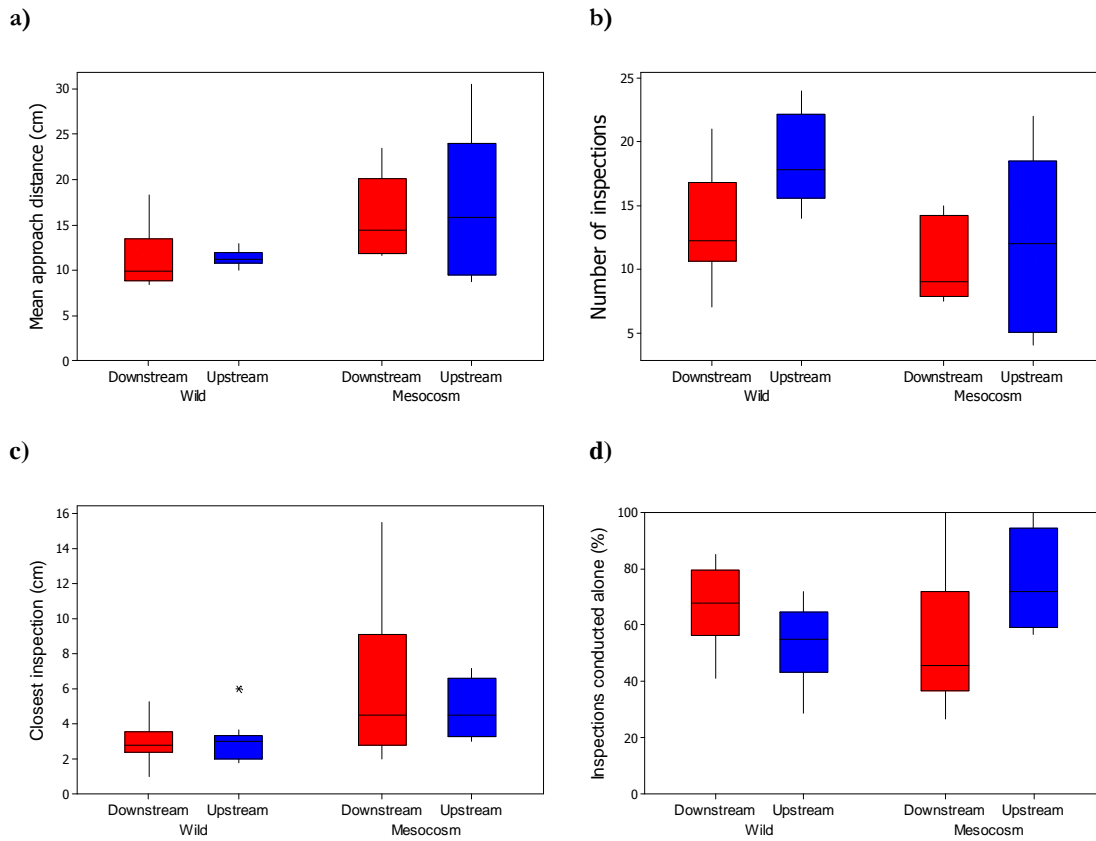 a)
Mean approach distance (cm)
30
25
20
15
10
5
0
Downstream Upstream Downstream Upstream
Wild Mesocosm
b)
Number of inspections
25
20
15
10
5
Downstream Upstream Downstream Upstream
Wild Mesocosm
c)
Closest inspection (cm)
16
14
12
10
8
6
4
2
0
Downstream Upstream Downstream Upstream
Wild Mesocosm
d)
Inspections conducted alone (%)
100
80
60
40
20
0
Downstream Upstream Downstream Upstream
Wild Mesocosm